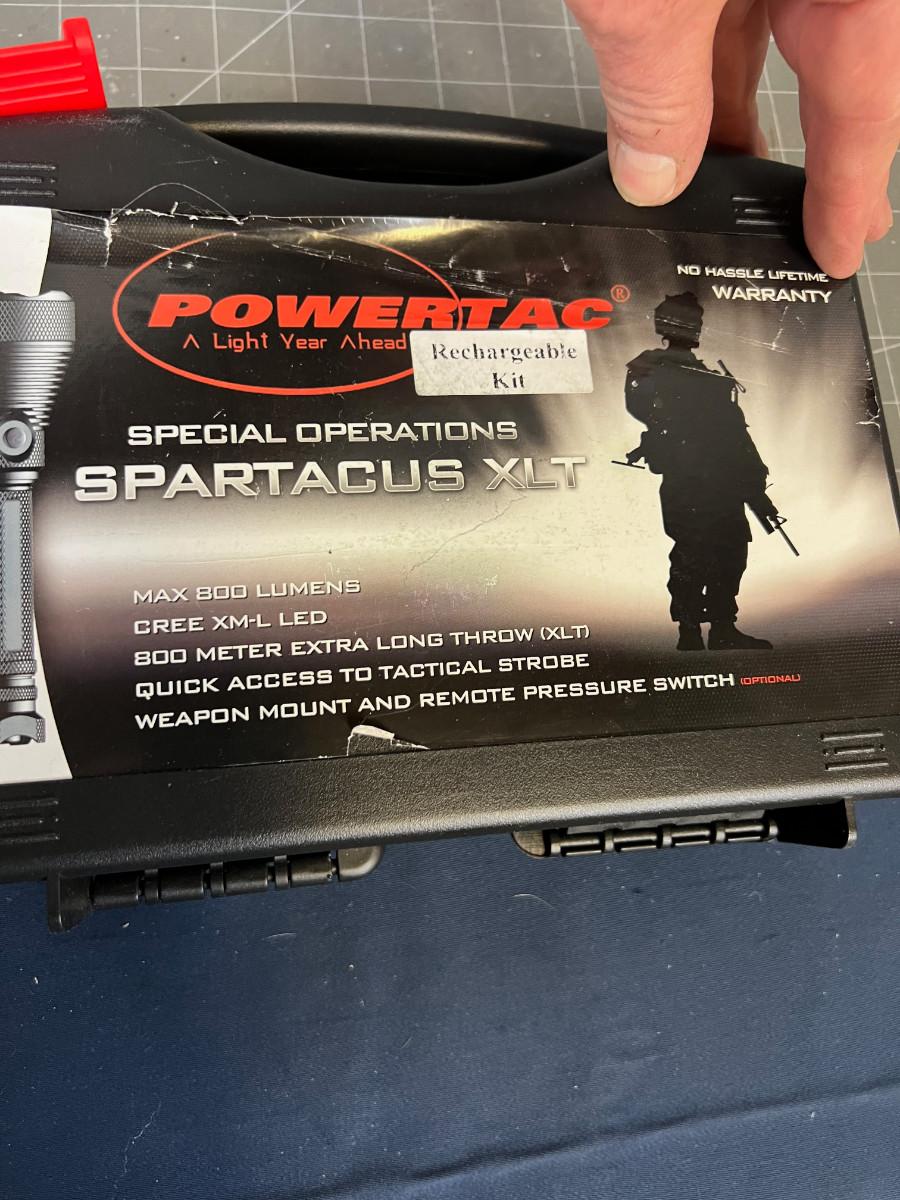 NO HASSLE LIFETIME
WARRANTY
POWERTAC®
A Light Year Ahead
Rechargeable
Kit
SPECIAL OPERATIONS
SPARTACUS XLT
MAX 800 LUMENS
CREE XM-L LED
800 METER EXTRA LONG THROW (XLT)
QUICK ACCESS TO TACTICAL STROBE
WEAPON MOUNT AND REMOTE PRESSURE SWITCH (OPTIONAL)